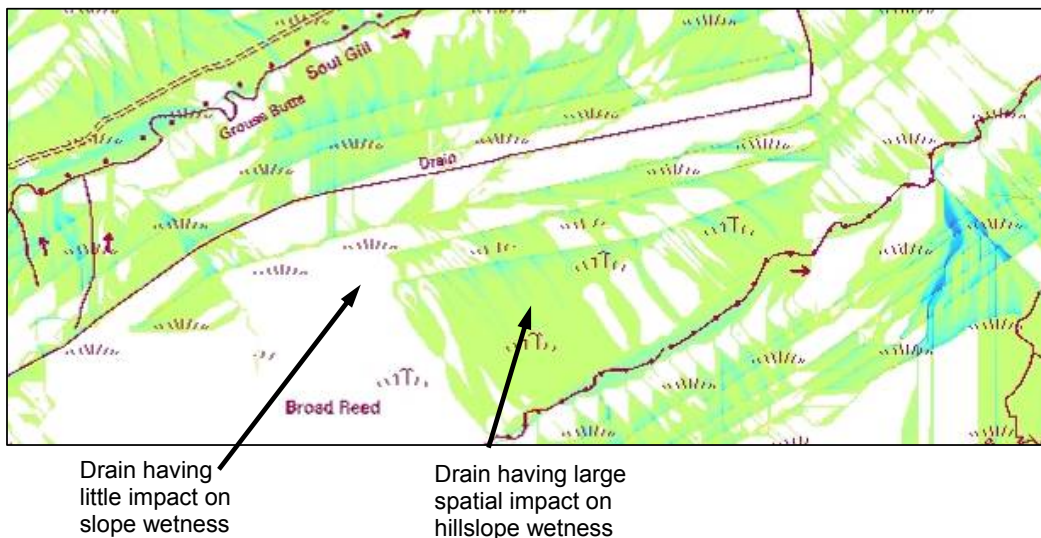 Soul Gill
Grouse Butts
Drain
Broad Reed
Drain having
little impact on
slope wetness
Drain having large
spatial impact on
hillslope wetness